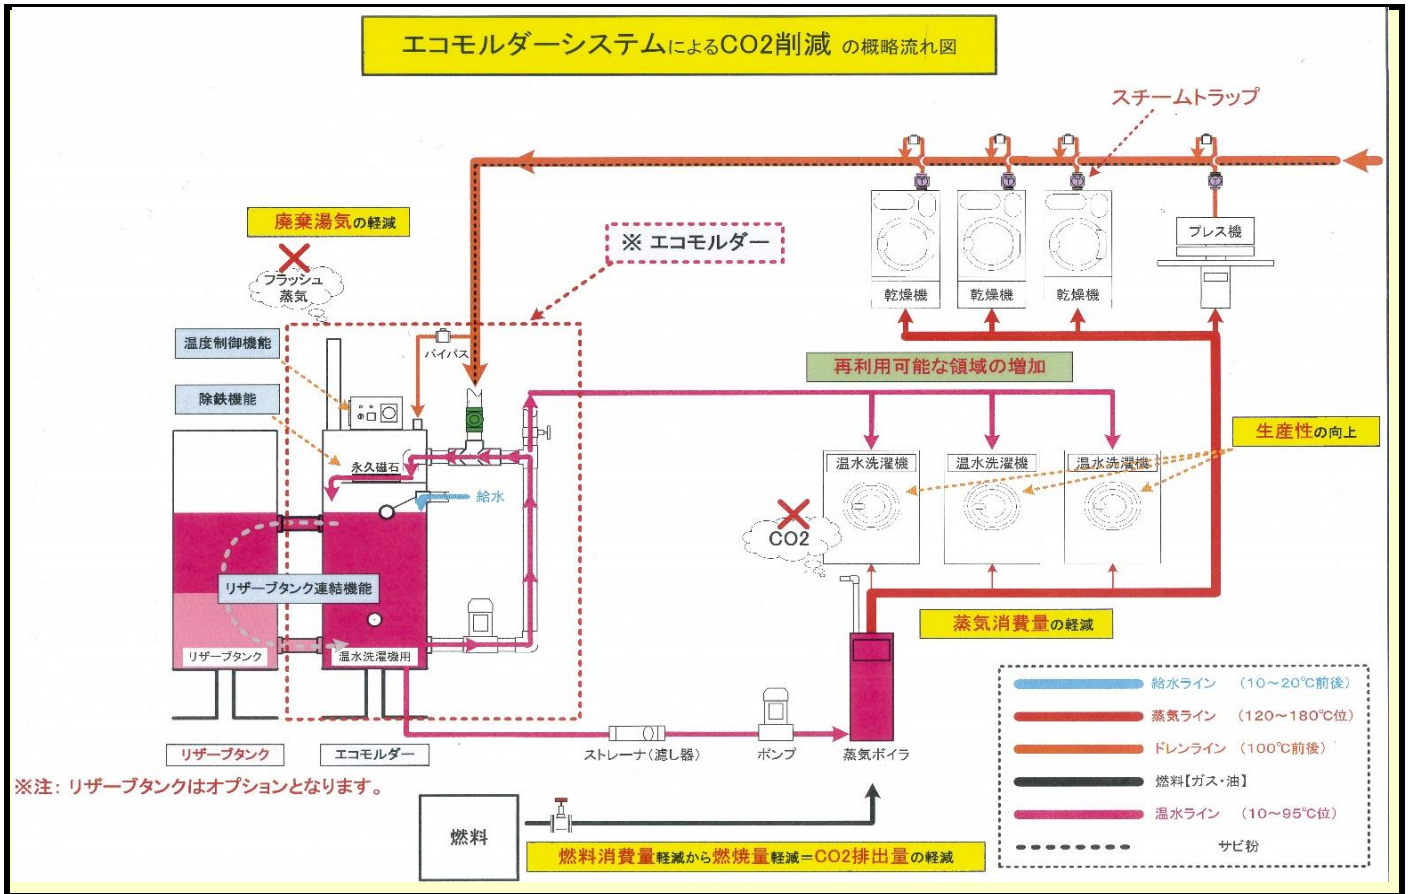 エコモルダーシステムによるCO2削減 の概略流れ図
スチームトラップ
廃棄湯気の軽減
フラッシュ
蒸気
※ エコモルダー
プレス機
乾燥機
乾燥機
乾燥機
温度制御機能
バイパス
再利用可能な領域の増加
除鉄機能
生産性の向上
永久磁石
温水洗濯機
温水洗濯機
温水洗濯機
給水
CO2
リザーブタンク連結機能
蒸気消費量の軽減
リザーブタンク
温水洗濯機用
給水ライン (10～20℃前後)
蒸気ライン (120～180℃位)
ドレンライン (100℃前後)
燃料【ガス・油】
温水ライン (10～95℃位)
サビ粉
リザーブタンク
エコモルダー
ストレーナ(濾し器)
ポンプ
蒸気ボイラ
※注: リザーブタンクはオプションとなります。
燃料
燃料消費量軽減から燃焼量軽減＝CO2排出量の軽減